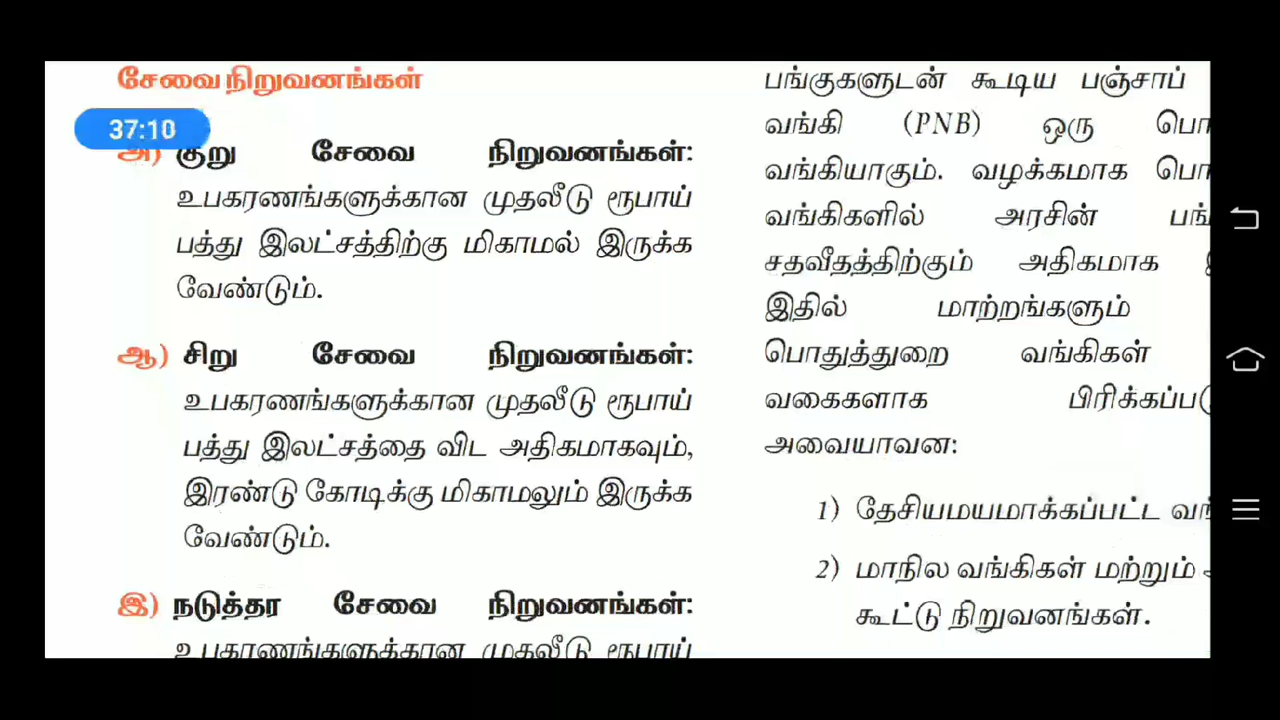 சேவை நிறுவனங்கள்
37:10
அ) குறு சேவை நிறுவனங்கள்:
உபகரணங்களுக்கான முதலீடு ரூபாய்
பத்து இலட்சத்திற்கு மிகாமல் இருக்க
வேண்டும்.
ஆ) சிறு சேவை நிறுவனங்கள்:
உபகரணங்களுக்கான முதலீடு ரூபாய்
பத்து இலட்சத்தை விட அதிகமாகவும்,
இரண்டு கோடிக்கு மிகாமலும் இருக்க
வேண்டும்.
இ) நடுத்தர சேவை நிறுவனங்கள்:
உபகரணங்களுக்கான முதலீடு ரூபாய்
பங்குகளுடன் கூடிய பஞ்சாப்
வங்கி (PNB) ஒரு
வங்கியாகும். வழக்கமாக
வங்கிகளில் அரசின்
சதவீதத்திற்கும் அதிகமாக
இதில் மாற்றங்களும்
பொதுத்துறை வங்கிகள்
வகைகளாக
அவையாவன:
1) தேசியமயமாக்கப்பட்ட
2) மாநில வங்கிகள் மற்றும்
கூட்டு நிறுவனங்கள்.